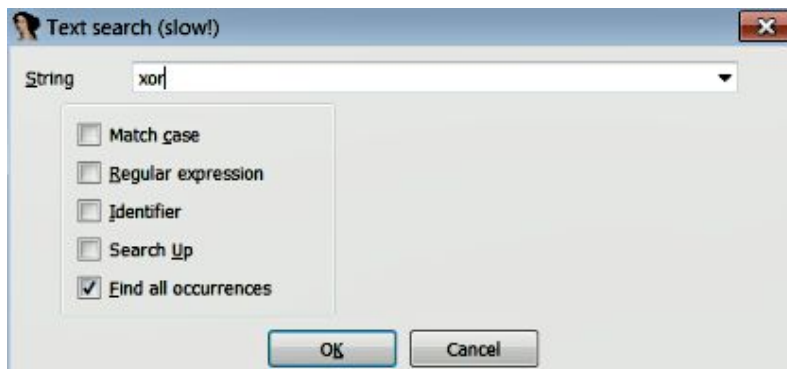 Text search (slow!)
String xor
Match case
Regular expression
Identifier
Search Up
Find all occurrences
OK Cancel